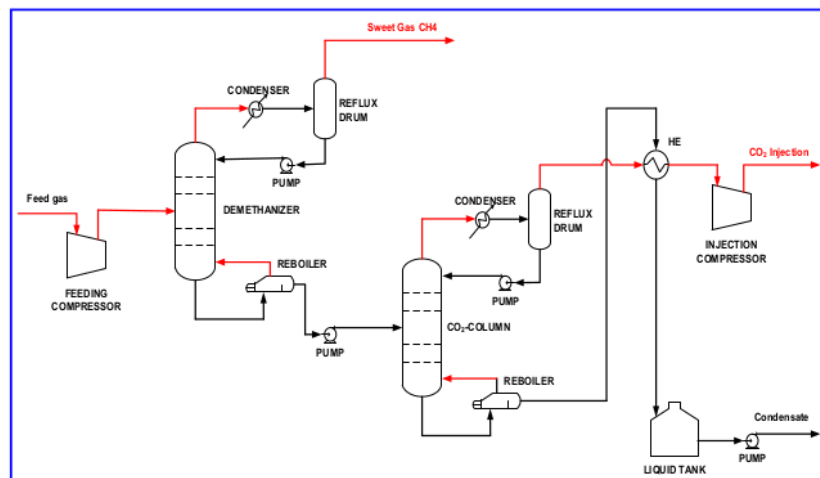 Sweet Gas CH4
CONDENSER
REFLUX
DRUM
PUMP
Feed gas
DEMETHANIZER
FEEDING
COMPRESSOR
REBOILER
PUMP
CONDENSER
REFLUX
DRUM
PUMP
CO₂-COLUMN
REBOILER
HE
CO₂ Injection
INJECTION
COMPRESSOR
LIQUID TANK
Condensate
PUMP